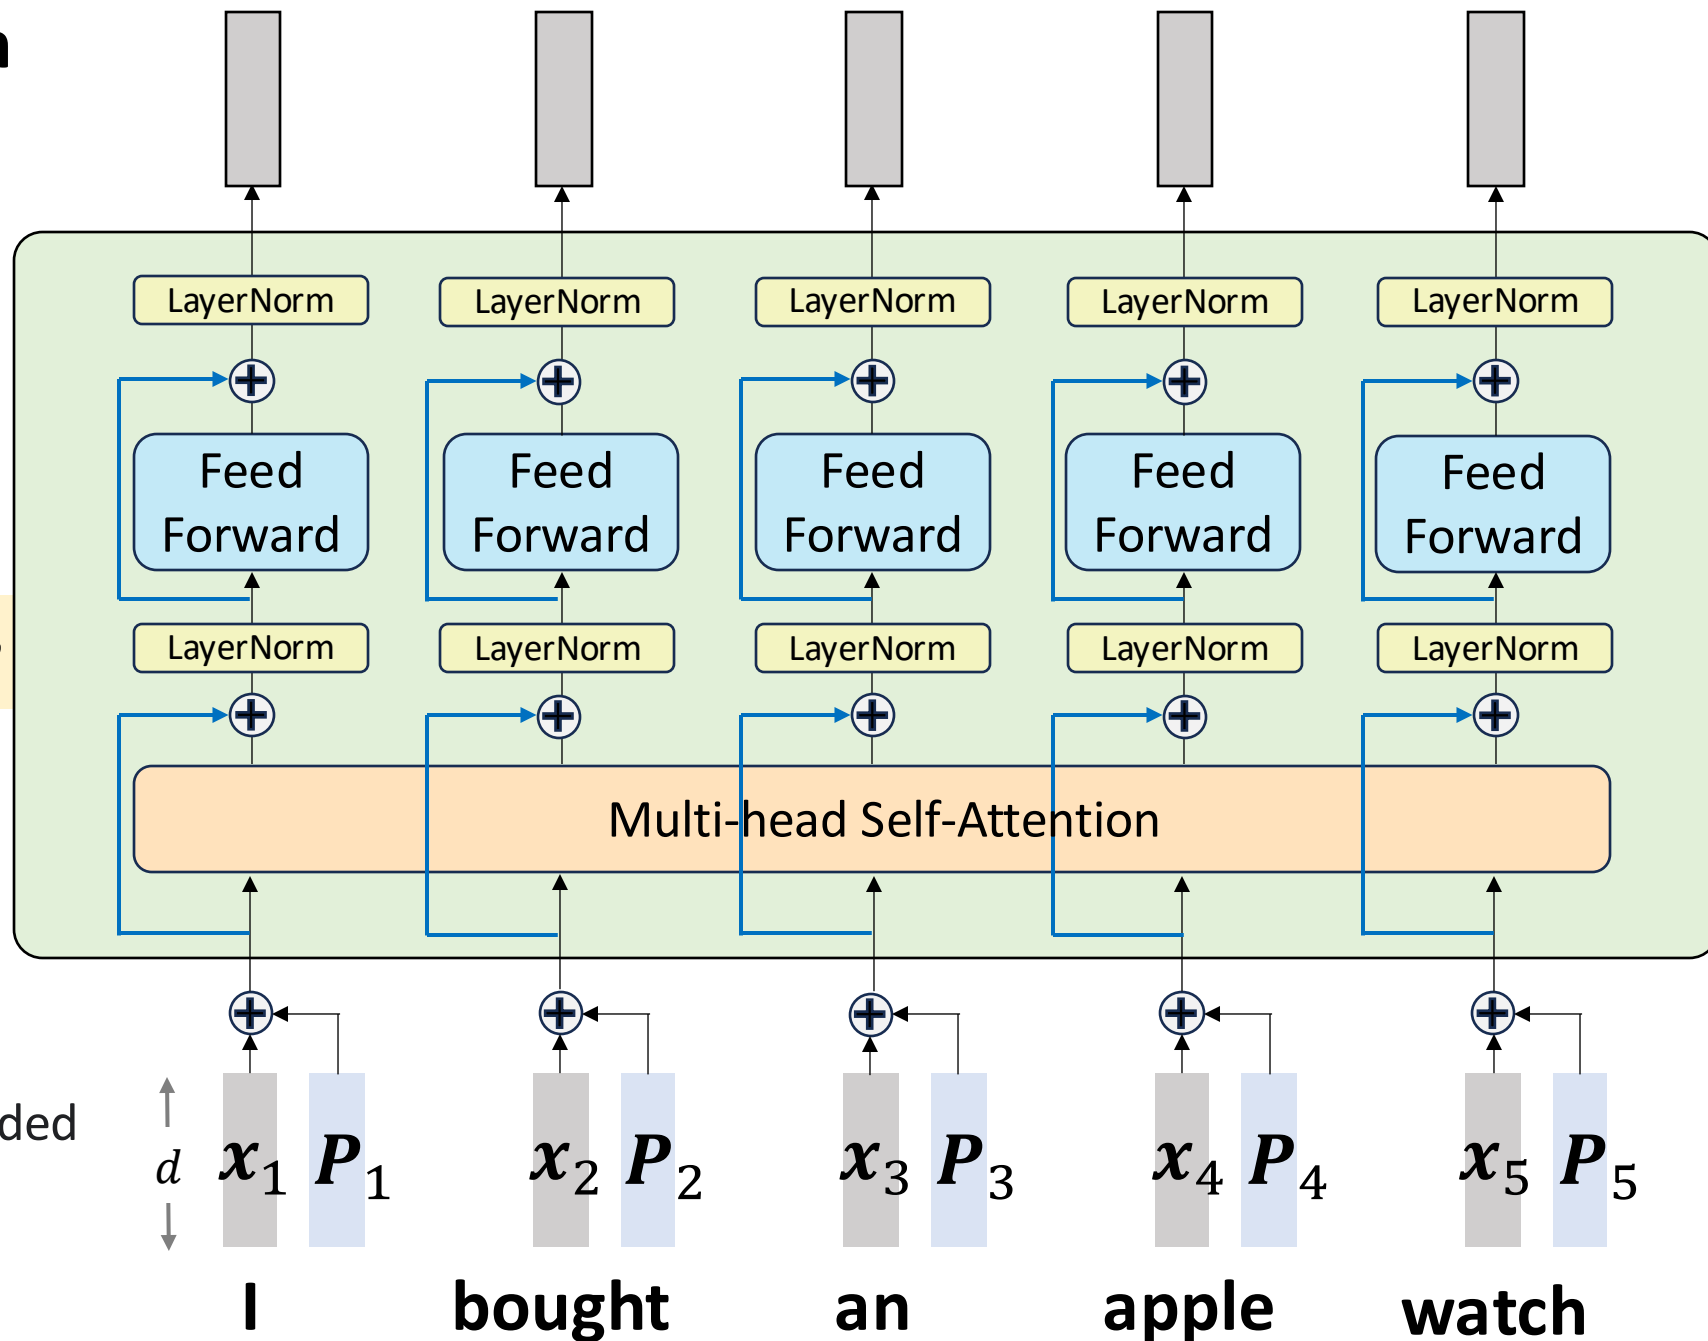 LayerNorm LayerNorm LayerNorm LayerNorm LayerNorm
Feed Feed Feed Feed Feed
Forward Forward Forward Forward Forward
LayerNorm LayerNorm LayerNorm LayerNorm LayerNorm
Multi-head Self-Attention
d x₁ P₁ x₂ P₂ x₃ P₃ x₄ P₄ x₅ P₅
I bought an apple watch